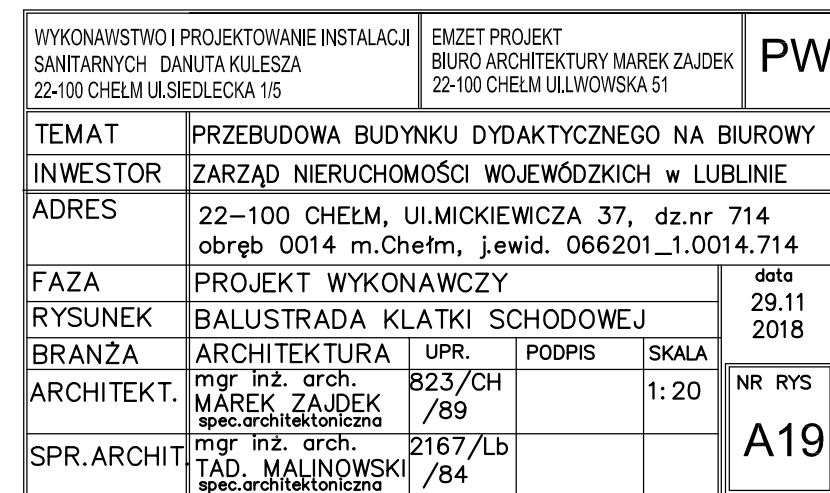 WYKONAWSTWO I PROJEKTOWANIE INSTALACJI
SANITARNYCH DANUTA KULESZA
22-100 CHEŁM Ul.SIEDLECKA 1/5
EMZET PROJEKT
BIURO ARCHITEKTURY MAREK ZAJDEK
22-100 CHEŁM Ul.LWOWSKA 51
PW
TEMAT PRZEBUDOWA BUDYNKU DYDAKTYCZNEGO NA BIUROWY
INWESTOR ZARZĄD NIERUCHOMOŚCI WOJEWÓDZKICH w LUBLINIE
ADRES 22-100 CHEŁM, Ul.MICKIEWICZA 37, dz.nr 714
obręb 0014 m.Chełm, j.ewid. 066201_1.0014.714
FAZA PROJEKT WYKONAWCZY
RYSUNEK BALUSTRADA KLATKI SCHODOWEJ
data
29.11
2018
BRANŻA ARCHITEKTURA UPR. PODPIS SKALA
ARCHITEKT. mgr inż. arch.
MAREK ZAJDEK
spec.architektoniczna
823/CH
/89
1:20
SPR.ARCHIT. mgr inż. arch.
TAD. MALINOWSKI
spec.architektoniczna
2167/Lb
/84
NR RYS
A19